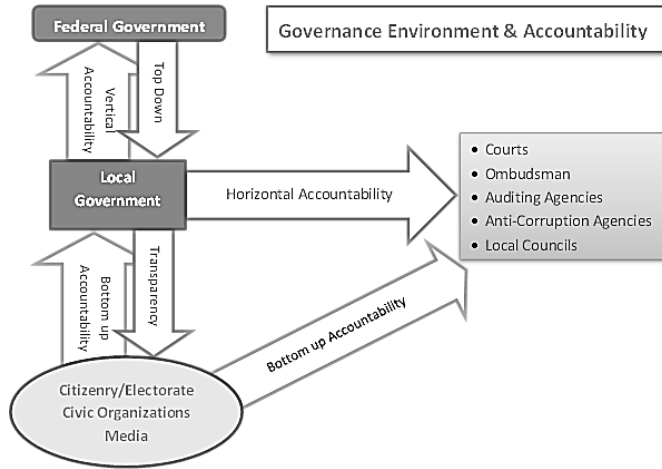 Federal Government
Governance Environment & Accountability
Vertical
Accountability
Top Down
Local
Government
Horizontal Accountability
• Courts
• Ombudsman
• Auditing Agencies
• Anti-Corruption Agencies
• Local Councils
Bottom up
Accountability
Transparency
Bottom up Accountability
Citizenry/Electorate
Civic Organizations
Media